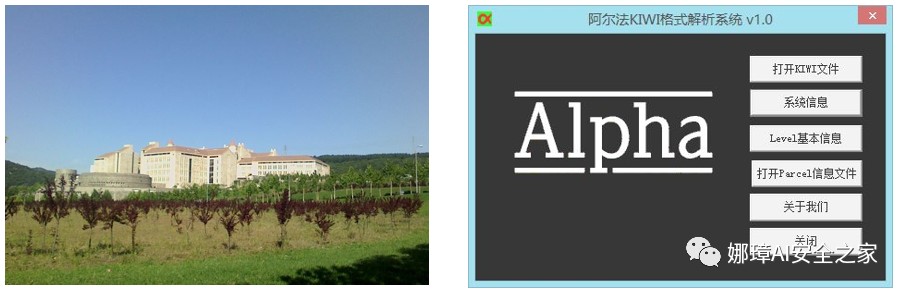 阿尔法KIWI格式解析系统 v1.0
打开KIWI文件
系统信息
Alpha
Level基本信息
打开Parcel信息文件
关于我们
关闭
娜璋AI安全之家